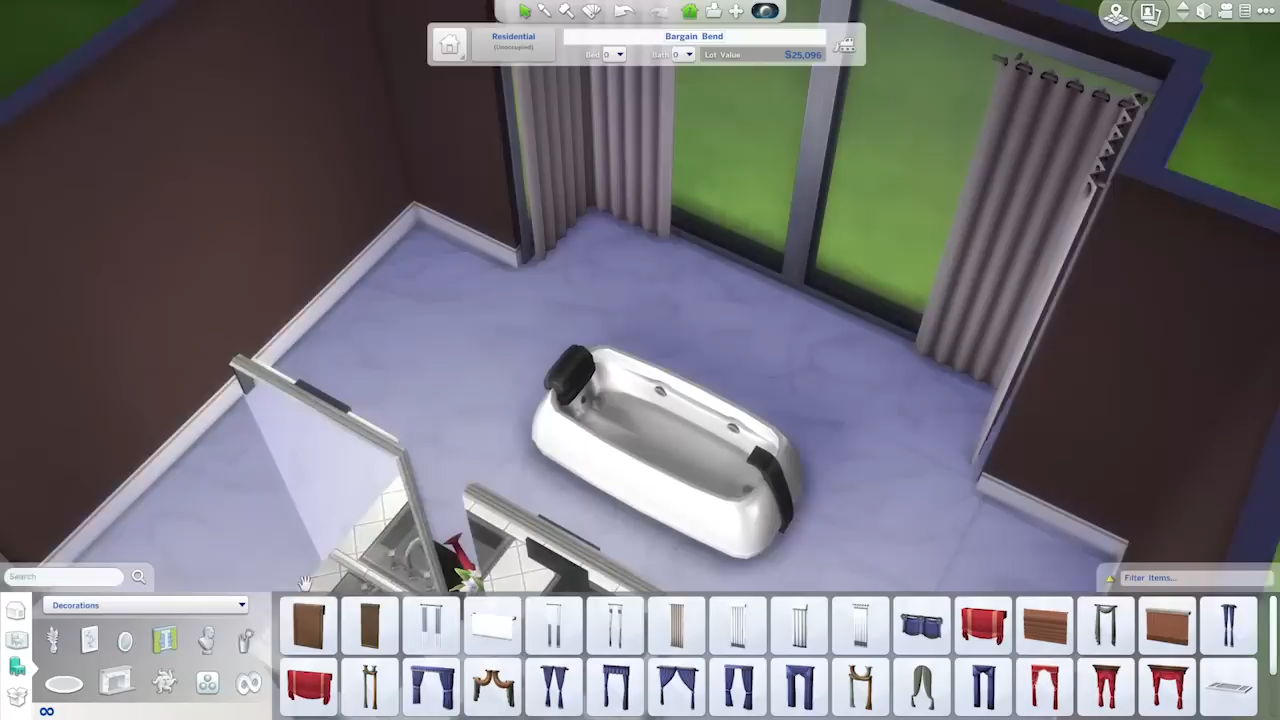 Residential
(Unoccupied)
Bargain Bend
Bed 0
Bath 0
Lot Value
$25,096
Search
Filter Items...
Decorations